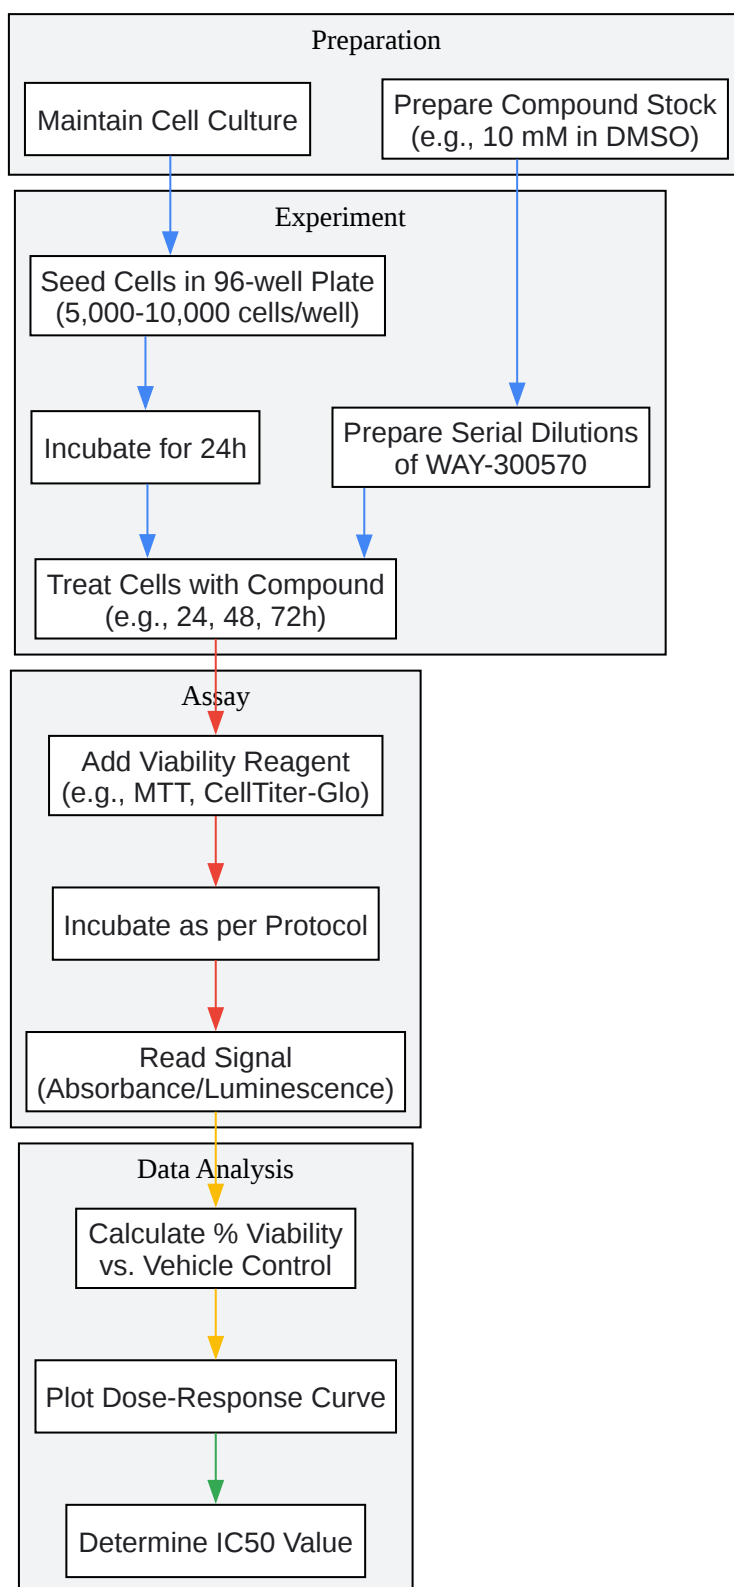 Preparation
Maintain Cell Culture
Prepare Compound Stock
(e.g., 10 mM in DMSO)
Experiment
Seed Cells in 96-well Plate
(5,000-10,000 cells/well)
Incubate for 24h
Prepare Serial Dilutions
of WAY-300570
Treat Cells with Compound
(e.g., 24, 48, 72h)
Assay
Add Viability Reagent
(e.g., MTT, CellTiter-Glo)
Incubate as per Protocol
Read Signal
(Absorbance/Luminescence)
Data Analysis
Calculate % Viability
vs. Vehicle Control
Plot Dose-Response Curve
Determine IC50 Value